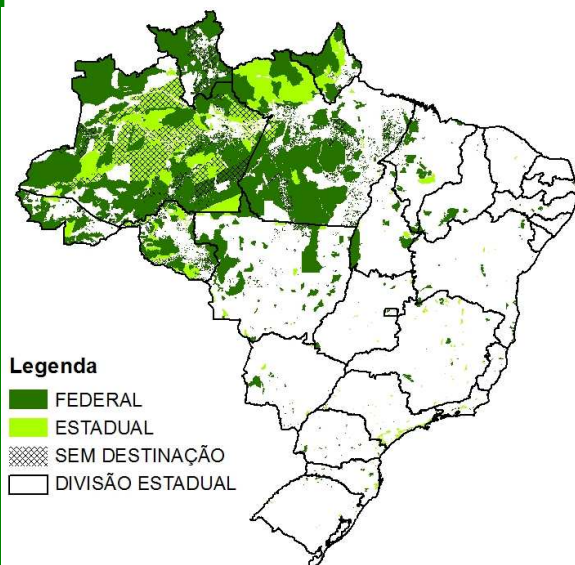 Legenda
FEDERAL
ESTADUAL
SEM DESTINAÇÃO
DIVISÃO ESTADUAL